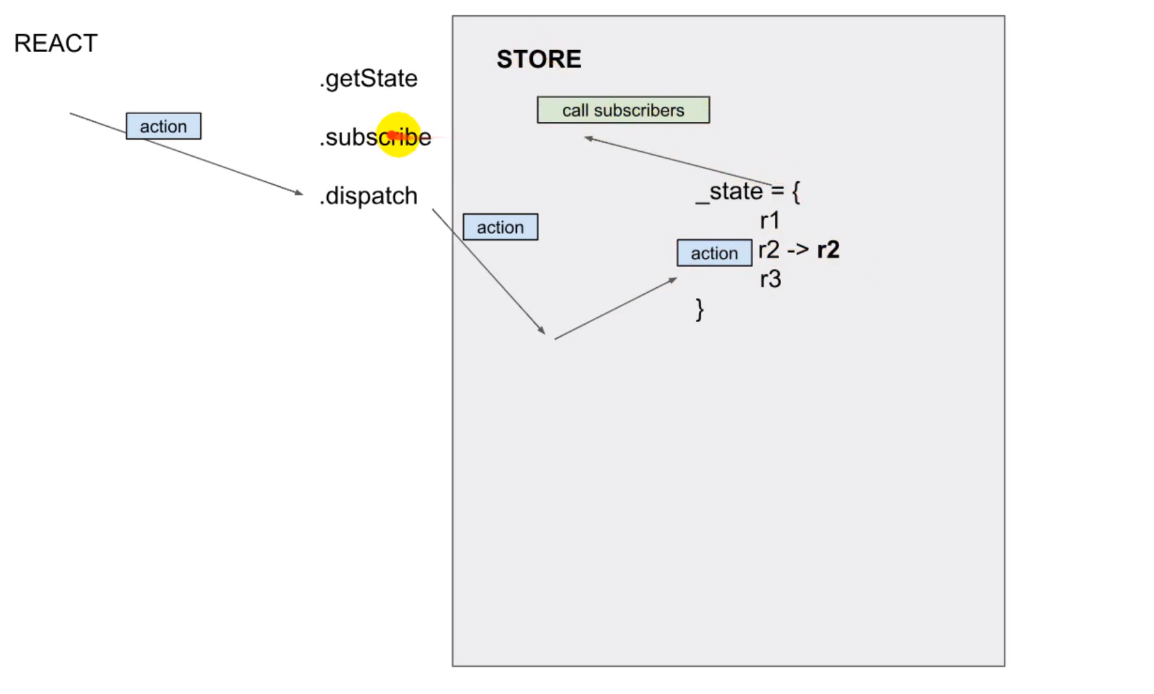 REACT
STORE
.getState
call subscribers
action
.subscribe
_state = {
.dispatch
r1
action
action
r2 -> r2
r3
}